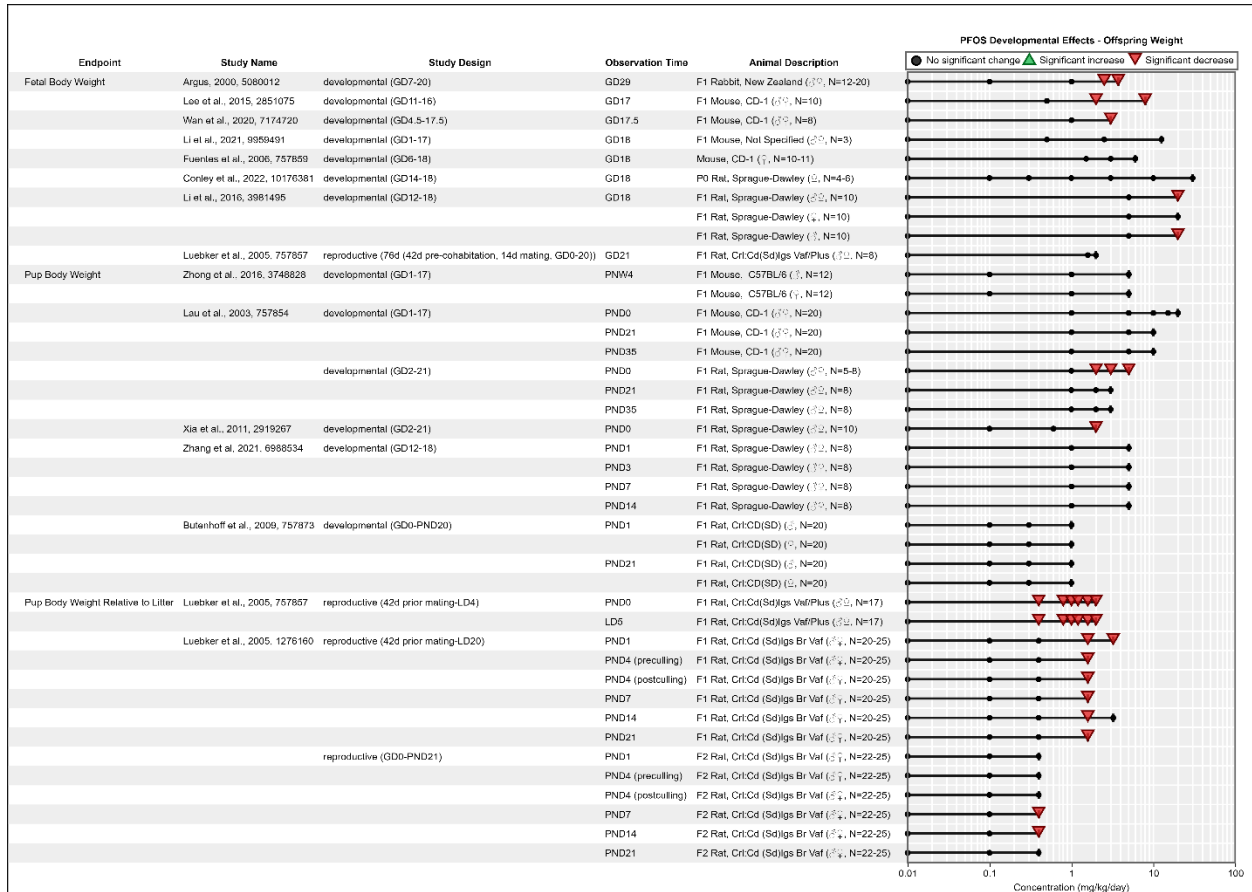 PFOS Developmental Effects - Offspring Weight
Endpoint Study Name Study Design Observation Time Animal Description
No significant change Significant increase Significant decrease
Fetal Body Weight Argus, 2000, 5080012 developmental (GD7-20) GD29 F1 Rabbit, New Zealand (♂♀, N=12-20)
Lee et al., 2015, 2851075 developmental (GD11-16) GD17 F1 Mouse, CD-1 (♂♀, N=10)
Wan et al., 2020, 7174720 developmental (GD4.5-17.5) GD17.5 F1 Mouse, CD-1 (♂♀, N=8)
Li et al., 2021, 9959491 developmental (GD1-17) GD18 F1 Mouse, Not Specified (♂♀, N=3)
Fuentes et al., 2006, 757859 developmental (GD6-18) GD18 Mouse, CD-1 (♀, N=10-11)
Conley et al., 2022, 10176381 developmental (GD14-18) GD18 P0 Rat, Sprague-Dawley (♀, N=4-6)
Li et al., 2016, 3981495 developmental (GD12-18) GD18 F1 Rat, Sprague-Dawley (♂♀, N=10)
F1 Rat, Sprague-Dawley (♀, N=10)
F1 Rat, Sprague-Dawley (♂, N=10)
Luebker et al., 2005, 757857 reproductive (76d (42d pre-cohabitation, 14d mating, GD0-20)) GD21 F1 Rat, Crl:Cd(Sd)Igs Vaf/Plus (♂♀, N=8)
Pup Body Weight Zhong et al., 2016, 3748828 developmental (GD1-17) PNW4 F1 Mouse, C57BL/6 (♂, N=12)
F1 Mouse, C57BL/6 (♀, N=12)
Lau et al., 2003, 757854 developmental (GD1-17) PND0 F1 Mouse, CD-1 (♂♀, N=20)
PND21 F1 Mouse, CD-1 (♂♀, N=20)
PND35 F1 Mouse, CD-1 (♂♀, N=20)
developmental (GD2-21) PND0 F1 Rat, Sprague-Dawley (♂♀, N=5-8)
PND21 F1 Rat, Sprague-Dawley (♂♀, N=8)
PND35 F1 Rat, Sprague-Dawley (♂♀, N=8)
Xia et al., 2011, 2919267 developmental (GD2-21) PND0 F1 Rat, Sprague-Dawley (♂♀, N=10)
Zhang et al, 2021, 6988534 developmental (GD12-18) PND1 F1 Rat, Sprague-Dawley (♂♀, N=8)
PND3 F1 Rat, Sprague-Dawley (♂♀, N=8)
PND7 F1 Rat, Sprague-Dawley (♂♀, N=8)
PND14 F1 Rat, Sprague-Dawley (♂♀, N=8)
Butenhoff et al., 2009, 757873 developmental (GD0-PND20) PND1 F1 Rat, Crl:CD(SD) (♂, N=20)
F1 Rat, Crl:CD(SD) (♀, N=20)
PND21 F1 Rat, Crl:CD(SD) (♂, N=20)
F1 Rat, Crl:CD(SD) (♀, N=20)
Pup Body Weight Relative to Litter Luebker et al., 2005, 757857 reproductive (42d prior mating-LD4) PND0 F1 Rat, Crl:Cd(Sd)Igs Vaf/Plus (♂♀, N=17)
LD5 F1 Rat, Crl:Cd(Sd)Igs Vaf/Plus (♂♀, N=17)
Luebker et al., 2005, 1276160 reproductive (42d prior mating-LD20) PND1 F1 Rat, Crl:Cd (Sd)Igs Br Vaf (♂♀, N=20-25)
PND4 (preculling) F1 Rat, Crl:Cd (Sd)Igs Br Vaf (♂♀, N=20-25)
PND4 (postculling) F1 Rat, Crl:Cd (Sd)Igs Br Vaf (♂♀, N=20-25)
PND7 F1 Rat, Crl:Cd (Sd)Igs Br Vaf (♂♀, N=20-25)
PND14 F1 Rat, Crl:Cd (Sd)Igs Br Vaf (♂♀, N=20-25)
PND21 F1 Rat, Crl:Cd (Sd)Igs Br Vaf (♂♀, N=20-25)
reproductive (GD0-PND21) PND1 F2 Rat, Crl:Cd (Sd)Igs Br Vaf (♂♀, N=22-25)
PND4 (preculling) F2 Rat, Crl:Cd (Sd)Igs Br Vaf (♂♀, N=22-25)
PND4 (postculling) F2 Rat, Crl:Cd (Sd)Igs Br Vaf (♂♀, N=22-25)
PND7 F2 Rat, Crl:Cd (Sd)Igs Br Vaf (♂♀, N=22-25)
PND14 F2 Rat, Crl:Cd (Sd)Igs Br Vaf (♂♀, N=22-25)
PND21 F2 Rat, Crl:Cd (Sd)Igs Br Vaf (♂♀, N=22-25)
0.01 0.1 1 10 100
Concentration (mg/kg/day)